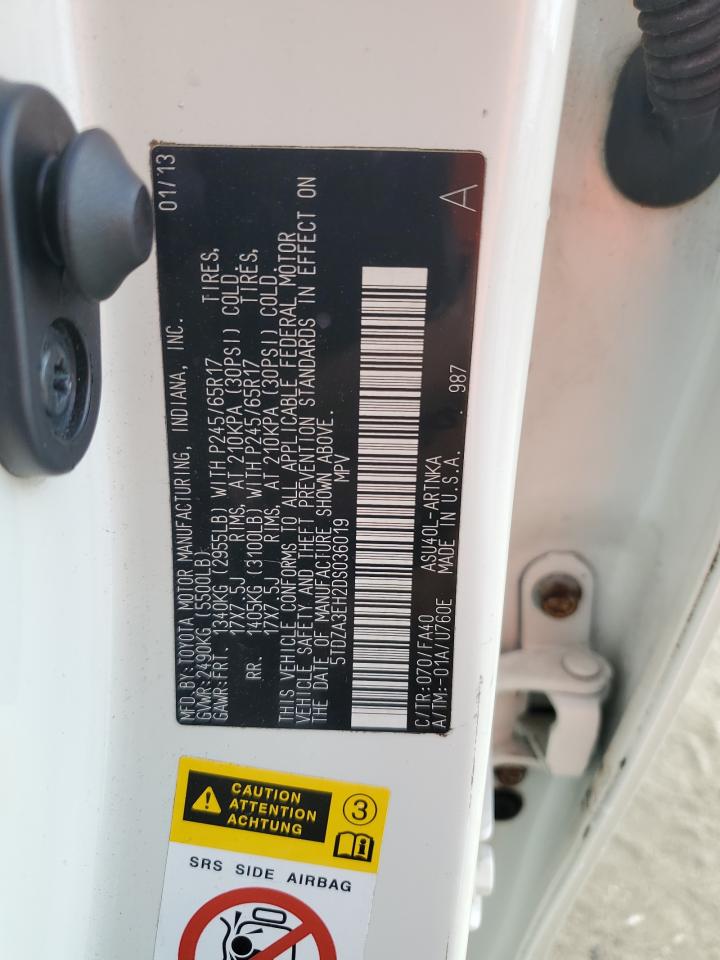 MFD BY:TOYOTA MOTOR MANUFACTURING, INDIANA, INC. 01/13
GVWR:2490KG (5500LB)
GAWR:FRT. 1340KG (2955LB) WITH P245/65R17 TIRES,
17X7.5J RIMS, AT 210KPA (30PSI) COLD.
RR. 1405KG (3100LB) WITH P245/65R17 TIRES,
17X7.5J RIMS, AT 210KPA (30PSI) COLD.
THIS VEHICLE CONFORMS TO ALL APPLICABLE FEDERAL MOTOR
VEHICLE SAFETY AND THEFT PREVENTION STANDARDS IN EFFECT ON
THE DATE OF MANUFACTURE SHOWN ABOVE.
5TDZA3EH2DS036019 MPV
C/TR:070/FA40 ASU40L-ARTNKA
A/TM:-01A/U760E MADE IN U.S.A. . 987 A
CAUTION
ATTENTION
ACHTUNG
3
SRS SIDE AIRBAG